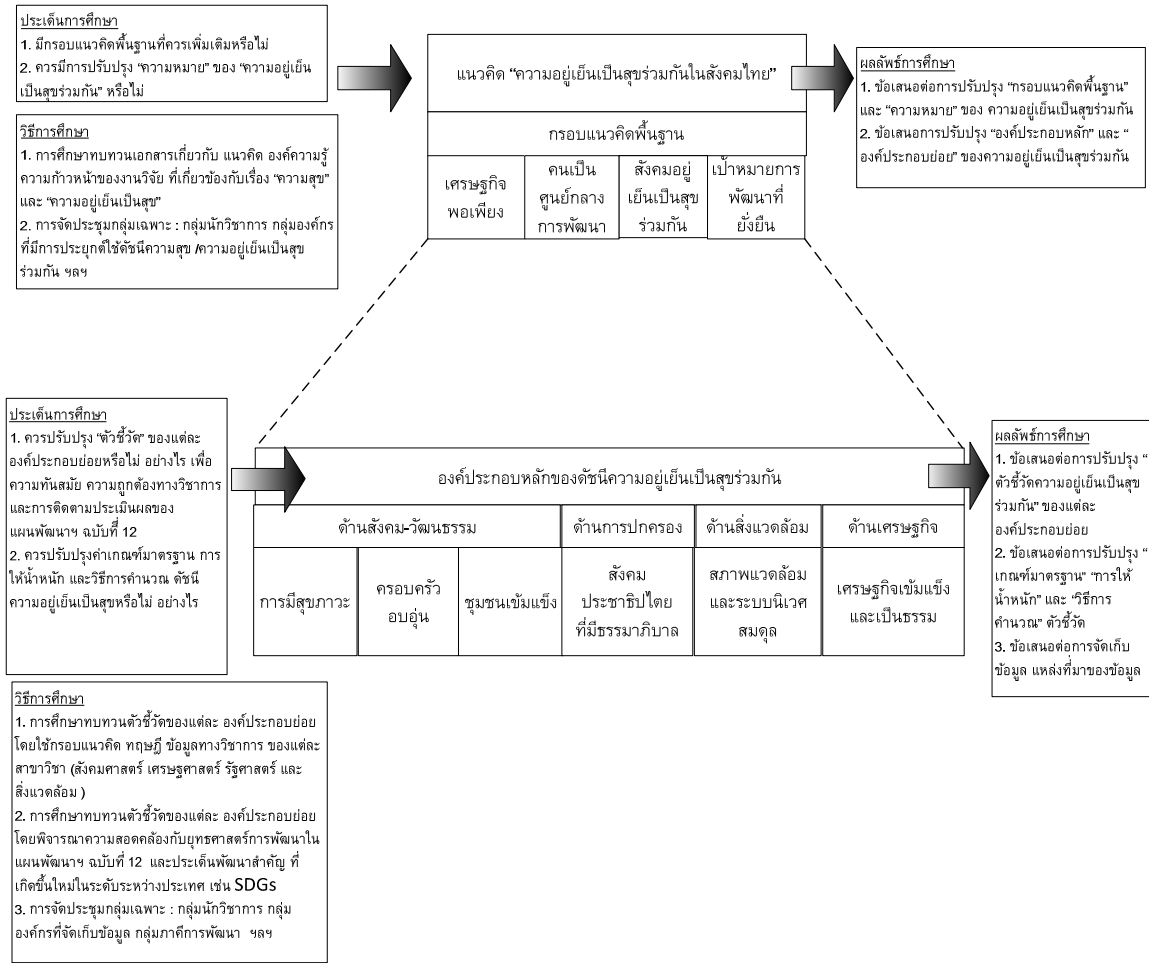 ประเด็นการศึกษา
1. มีกรอบแนวคิดพื้นฐานที่ควรเพิ่มเติมหรือไม่
2. ควรมีการปรับปรุง “ความหมาย” ของ “ความอยู่เย็น
เป็นสุขร่วมกัน” หรือไม่
วิธีการศึกษา
1. การศึกษาทบทวนเอกสารเกี่ยวกับ แนวคิด องค์ความรู้
ความก้าวหน้าของงานวิจัย ที่เกี่ยวข้องกับเรื่อง “ความสุข”
และ “ความอยู่เย็นเป็นสุข”
2. การจัดประชุมกลุ่มเฉพาะ : กลุ่มนักวิชาการ กลุ่มองค์กร
ที่มีการประยุกต์ใช้ดัชนีความสุข /ความอยู่เย็นเป็นสุข
ร่วมกัน ฯลฯ
แนวคิด “ความอยู่เย็นเป็นสุขร่วมกันในสังคมไทย”
กรอบแนวคิดพื้นฐาน
เศรษฐกิจ
พอเพียง
คนเป็น
ศูนย์กลาง
การพัฒนา
สังคมอยู่
เย็นเป็นสุข
ร่วมกัน
เป้าหมายการ
พัฒนาที่
ยั่งยืน
ผลลัพธ์การศึกษา
1. ข้อเสนอต่อการปรับปรุง “กรอบแนวคิดพื้นฐาน”
และ “ความหมาย” ของ ความอยู่เย็นเป็นสุขร่วมกัน
2. ข้อเสนอการปรับปรุง “องค์ประกอบหลัก” และ “
องค์ประกอบย่อย” ของความอยู่เย็นเป็นสุขร่วมกัน
ประเด็นการศึกษา
1. ควรปรับปรุง “ตัวชี้วัด” ของแต่ละ
องค์ประกอบย่อยหรือไม่ อย่างไร เพื่อ
ความทันสมัย ความถูกต้องทางวิชาการ
และการติดตามประเมินผลของ
แผนพัฒนาฯ ฉบับที่ 12
2. ควรปรับปรุงค่าเกณฑ์มาตรฐาน การ
ให้น้ำหนัก และวิธีการคำนวณ ดัชนี
ความอยู่เย็นเป็นสุขหรือไม่ อย่างไร
วิธีการศึกษา
1. การศึกษาทบทวนตัวชี้วัดของแต่ละ องค์ประกอบย่อย
โดยใช้กรอบแนวคิด ทฤษฎี ข้อมูลทางวิชาการ ของแต่ละ
สาขาวิชา (สังคมศาสตร์ เศรษฐศาสตร์ รัฐศาสตร์ และ
สิ่งแวดล้อม )
2. การศึกษาทบทวนตัวชี้วัดของแต่ละ องค์ประกอบย่อย
โดยพิจารณาความสอดคล้องกับยุทธศาสตร์การพัฒนาใน
แผนพัฒนาฯ ฉบับที่ 12 และประเด็นพัฒนาสำคัญ ที่
เกิดขึ้นใหม่ในระดับระหว่างประเทศ เช่น SDGs
3. การจัดประชุมกลุ่มเฉพาะ : กลุ่มนักวิชาการ กลุ่ม
องค์กรที่จัดเก็บข้อมูล กลุ่มภาคีการพัฒนา ฯลฯ
องค์ประกอบหลักของดัชนีความอยู่เย็นเป็นสุขร่วมกัน
ด้านสังคม-วัฒนธรรม
ด้านการปกครอง
ด้านสิ่งแวดล้อม
ด้านเศรษฐกิจ
การมีสุขภาวะ
ครอบครัว
อบอุ่น
ชุมชนเข้มแข็ง
สังคม
ประชาธิปไตย
ที่มีธรรมาภิบาล
สภาพแวดล้อม
และระบบนิเวศ
สมดุล
เศรษฐกิจเข้มแข็ง
และเป็นธรรม
ผลลัพธ์การศึกษา
1. ข้อเสนอต่อการปรับปรุง “
ตัวชี้วัดความอยู่เย็นเป็นสุข
ร่วมกัน” ของแต่ละ
องค์ประกอบย่อย
2. ข้อเสนอต่อการปรับปรุง “
เกณฑ์มาตรฐาน” “การให้
น้ำหนัก” และ “วิธีการ
คำนวณ” ตัวชี้วัด
3. ข้อเสนอต่อการจัดเก็บ
ข้อมูล แหล่งที่มาของข้อมูล